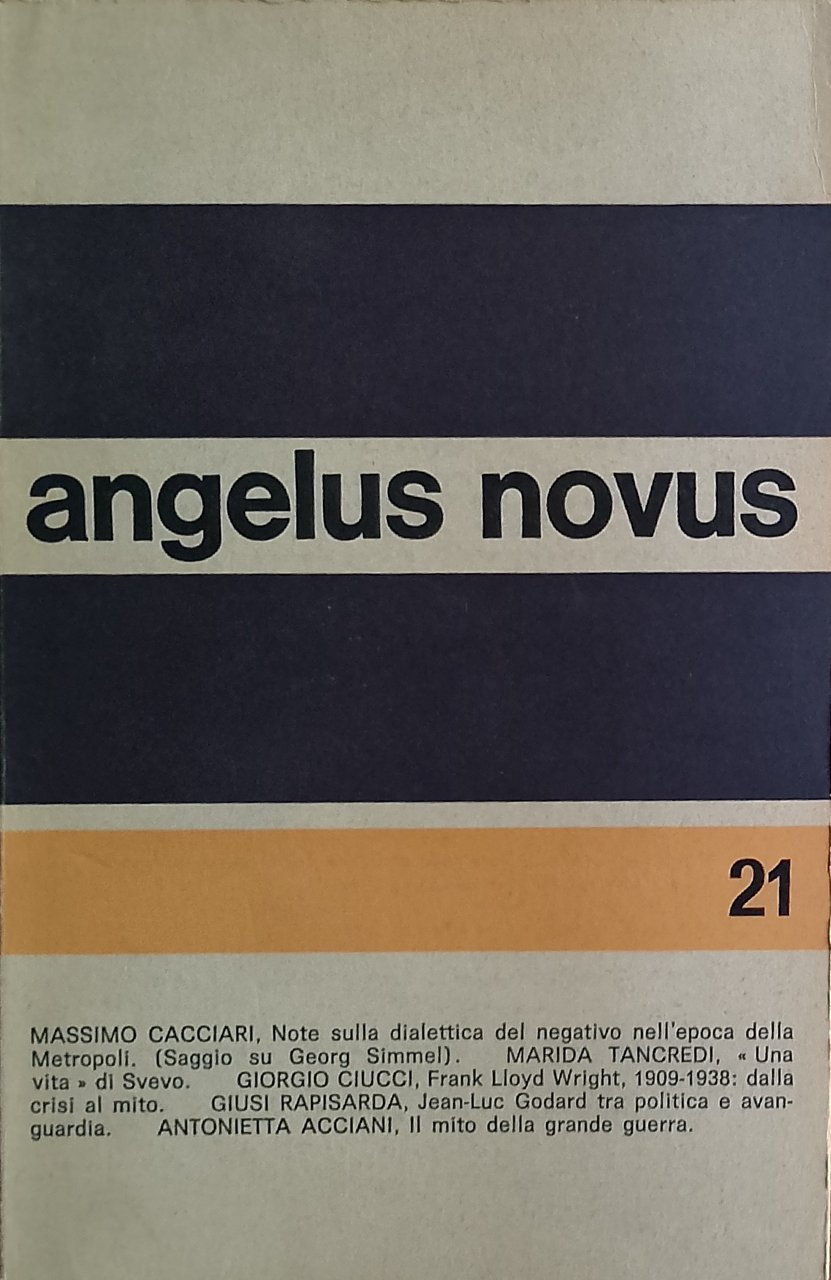 angelus novus
21
MASSIMO CACCIARI, Note sulla dialettica del negativo nell'epoca della
Metropoli. (Saggio su Georg Simmel). MARIDA TANCREDI, « Una
vita » di Svevo. GIORGIO CIUCCI, Frank Lloyd Wright, 1909-1938: dalla
crisi al mito. GIUSI RAPISARDA, Jean-Luc Godard tra politica e avan-
guardia. ANTONIETTA ACCIANI, Il mito della grande guerra.